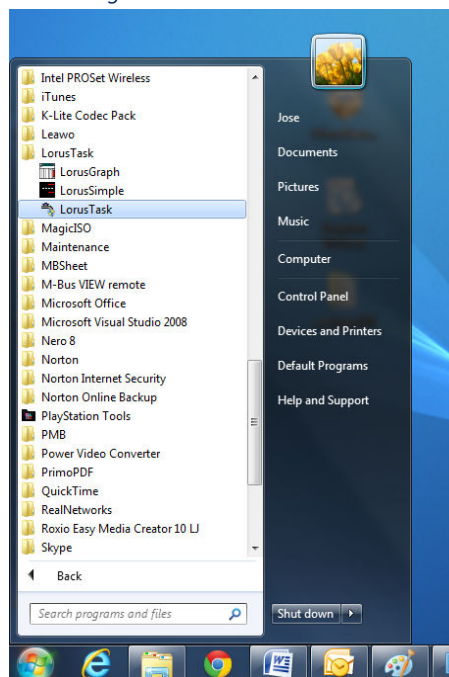 Intel PROSet Wireless
iTunes
K-Lite Codec Pack
Leawo
LorusTask
LorusGraph
LorusSimple
LorusTask
MagicISO
Maintenance
MBSheet
M-Bus VIEW remote
Microsoft Office
Microsoft Visual Studio 2008
Nero 8
Norton
Norton Internet Security
Norton Online Backup
PlayStation Tools
PMB
Power Video Converter
PrimoPDF
QuickTime
RealNetworks
Roxio Easy Media Creator 10 LJ
Skype
Back
Search programs and files
Jose
Documents
Pictures
Music
Computer
Control Panel
Devices and Printers
Default Programs
Help and Support
Shut down